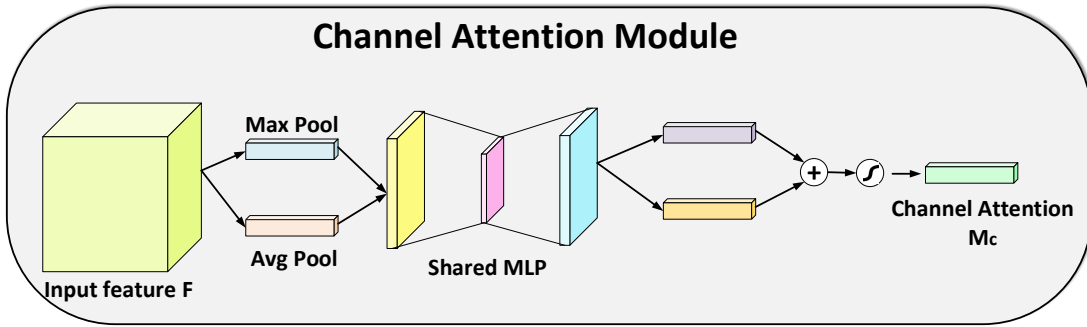 Channel Attention Module
Max Pool
Avg Pool
Input feature F
Shared MLP
+
Channel Attention
Mc